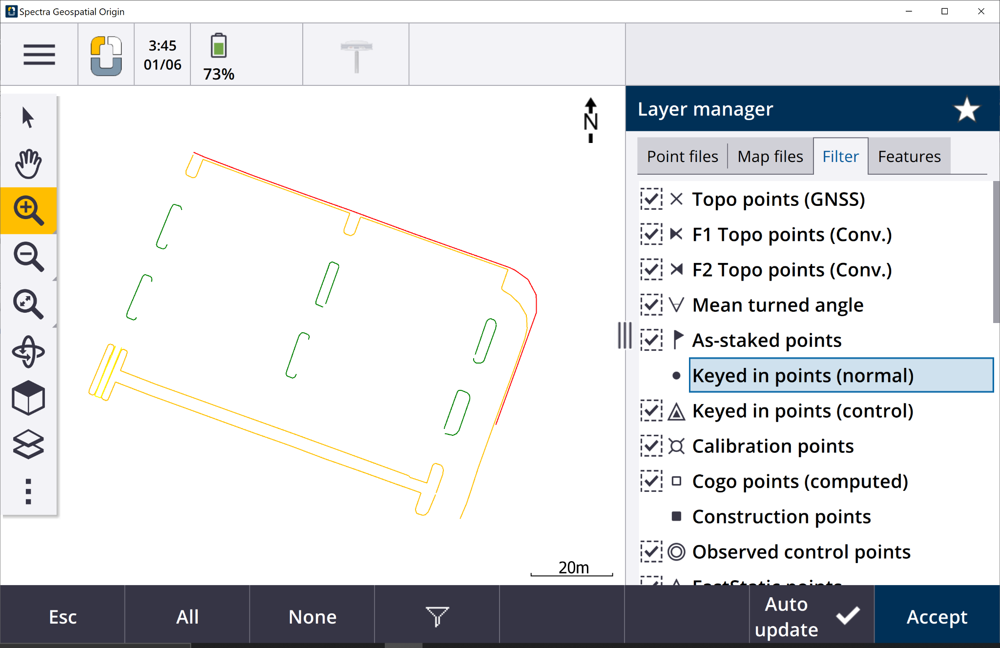 Spectra Geospatial Origin
3:45
01/06
73%
N
Layer manager
Point files
Map files
Filter
Features
Topo points (GNSS)
F1 Topo points (Conv.)
F2 Topo points (Conv.)
Mean turned angle
As-staked points
Keyed in points (normal)
Keyed in points (control)
Calibration points
Cogo points (computed)
Construction points
Observed control points
FastStatic points
20m
Esc
All
None
Auto
update
Accept